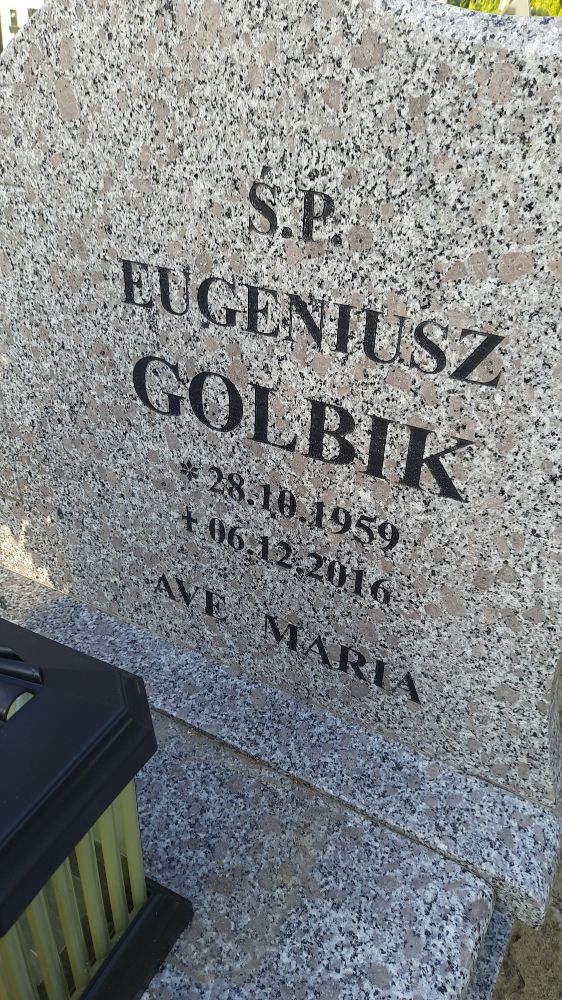 Ś.P.
EUGENIUSZ
GOLBIK
* 28.10.1959
+ 06.12.2016
AVE MARIA